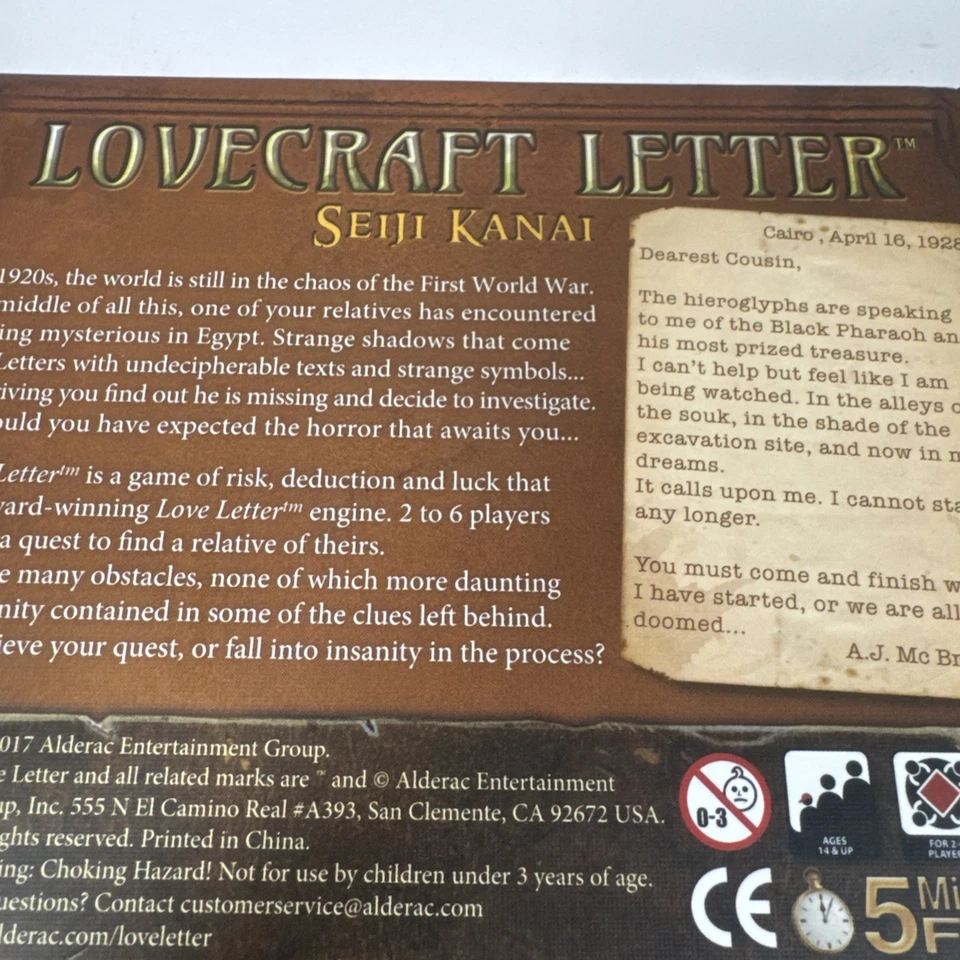 LOVECRAFT LETTER™
SEIJI KANAI
1920s, the world is still in the chaos of the First World War.
middle of all this, one of your relatives has encountered
ing mysterious in Egypt. Strange shadows that come
Letters with undecipherable texts and strange symbols...
iving you find out he is missing and decide to investigate.
ould you have expected the horror that awaits you...
Letter™ is a game of risk, deduction and luck that
ard-winning Love Letter™ engine. 2 to 6 players
a quest to find a relative of theirs.
e many obstacles, none of which more daunting
nity contained in some of the clues left behind.
ieve your quest, or fall into insanity in the process?
Cairo, April 16, 1928
Dearest Cousin,
The hieroglyphs are speaking
to me of the Black Pharaoh an
his most prized treasure.
I can't help but feel like I am
being watched. In the alleys o
the souk, in the shade of the
excavation site, and now in m
dreams.
It calls upon me. I cannot sta
any longer.
You must come and finish w
I have started, or we are all
doomed...
A.J. Mc Br
017 Alderac Entertainment Group.
e Letter and all related marks are ™ and © Alderac Entertainment
up, Inc. 555 N El Camino Real #A393, San Clemente, CA 92672 USA.
ghts reserved. Printed in China.
ing: Choking Hazard! Not for use by children under 3 years of age.
uestions? Contact customerservice@alderac.com
lderac.com/loveletter
0-3
AGES
14 & UP
FOR 2-
PLAYE
CE
5 Mi
F